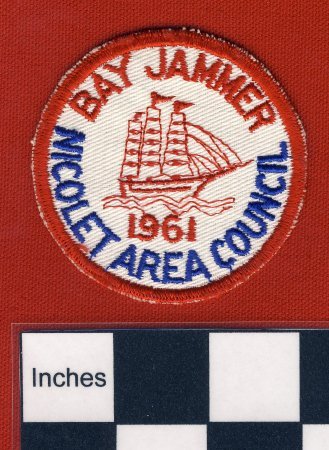 BAY JAMMER
1961
NICOLET AREA COUNCIL
Inches